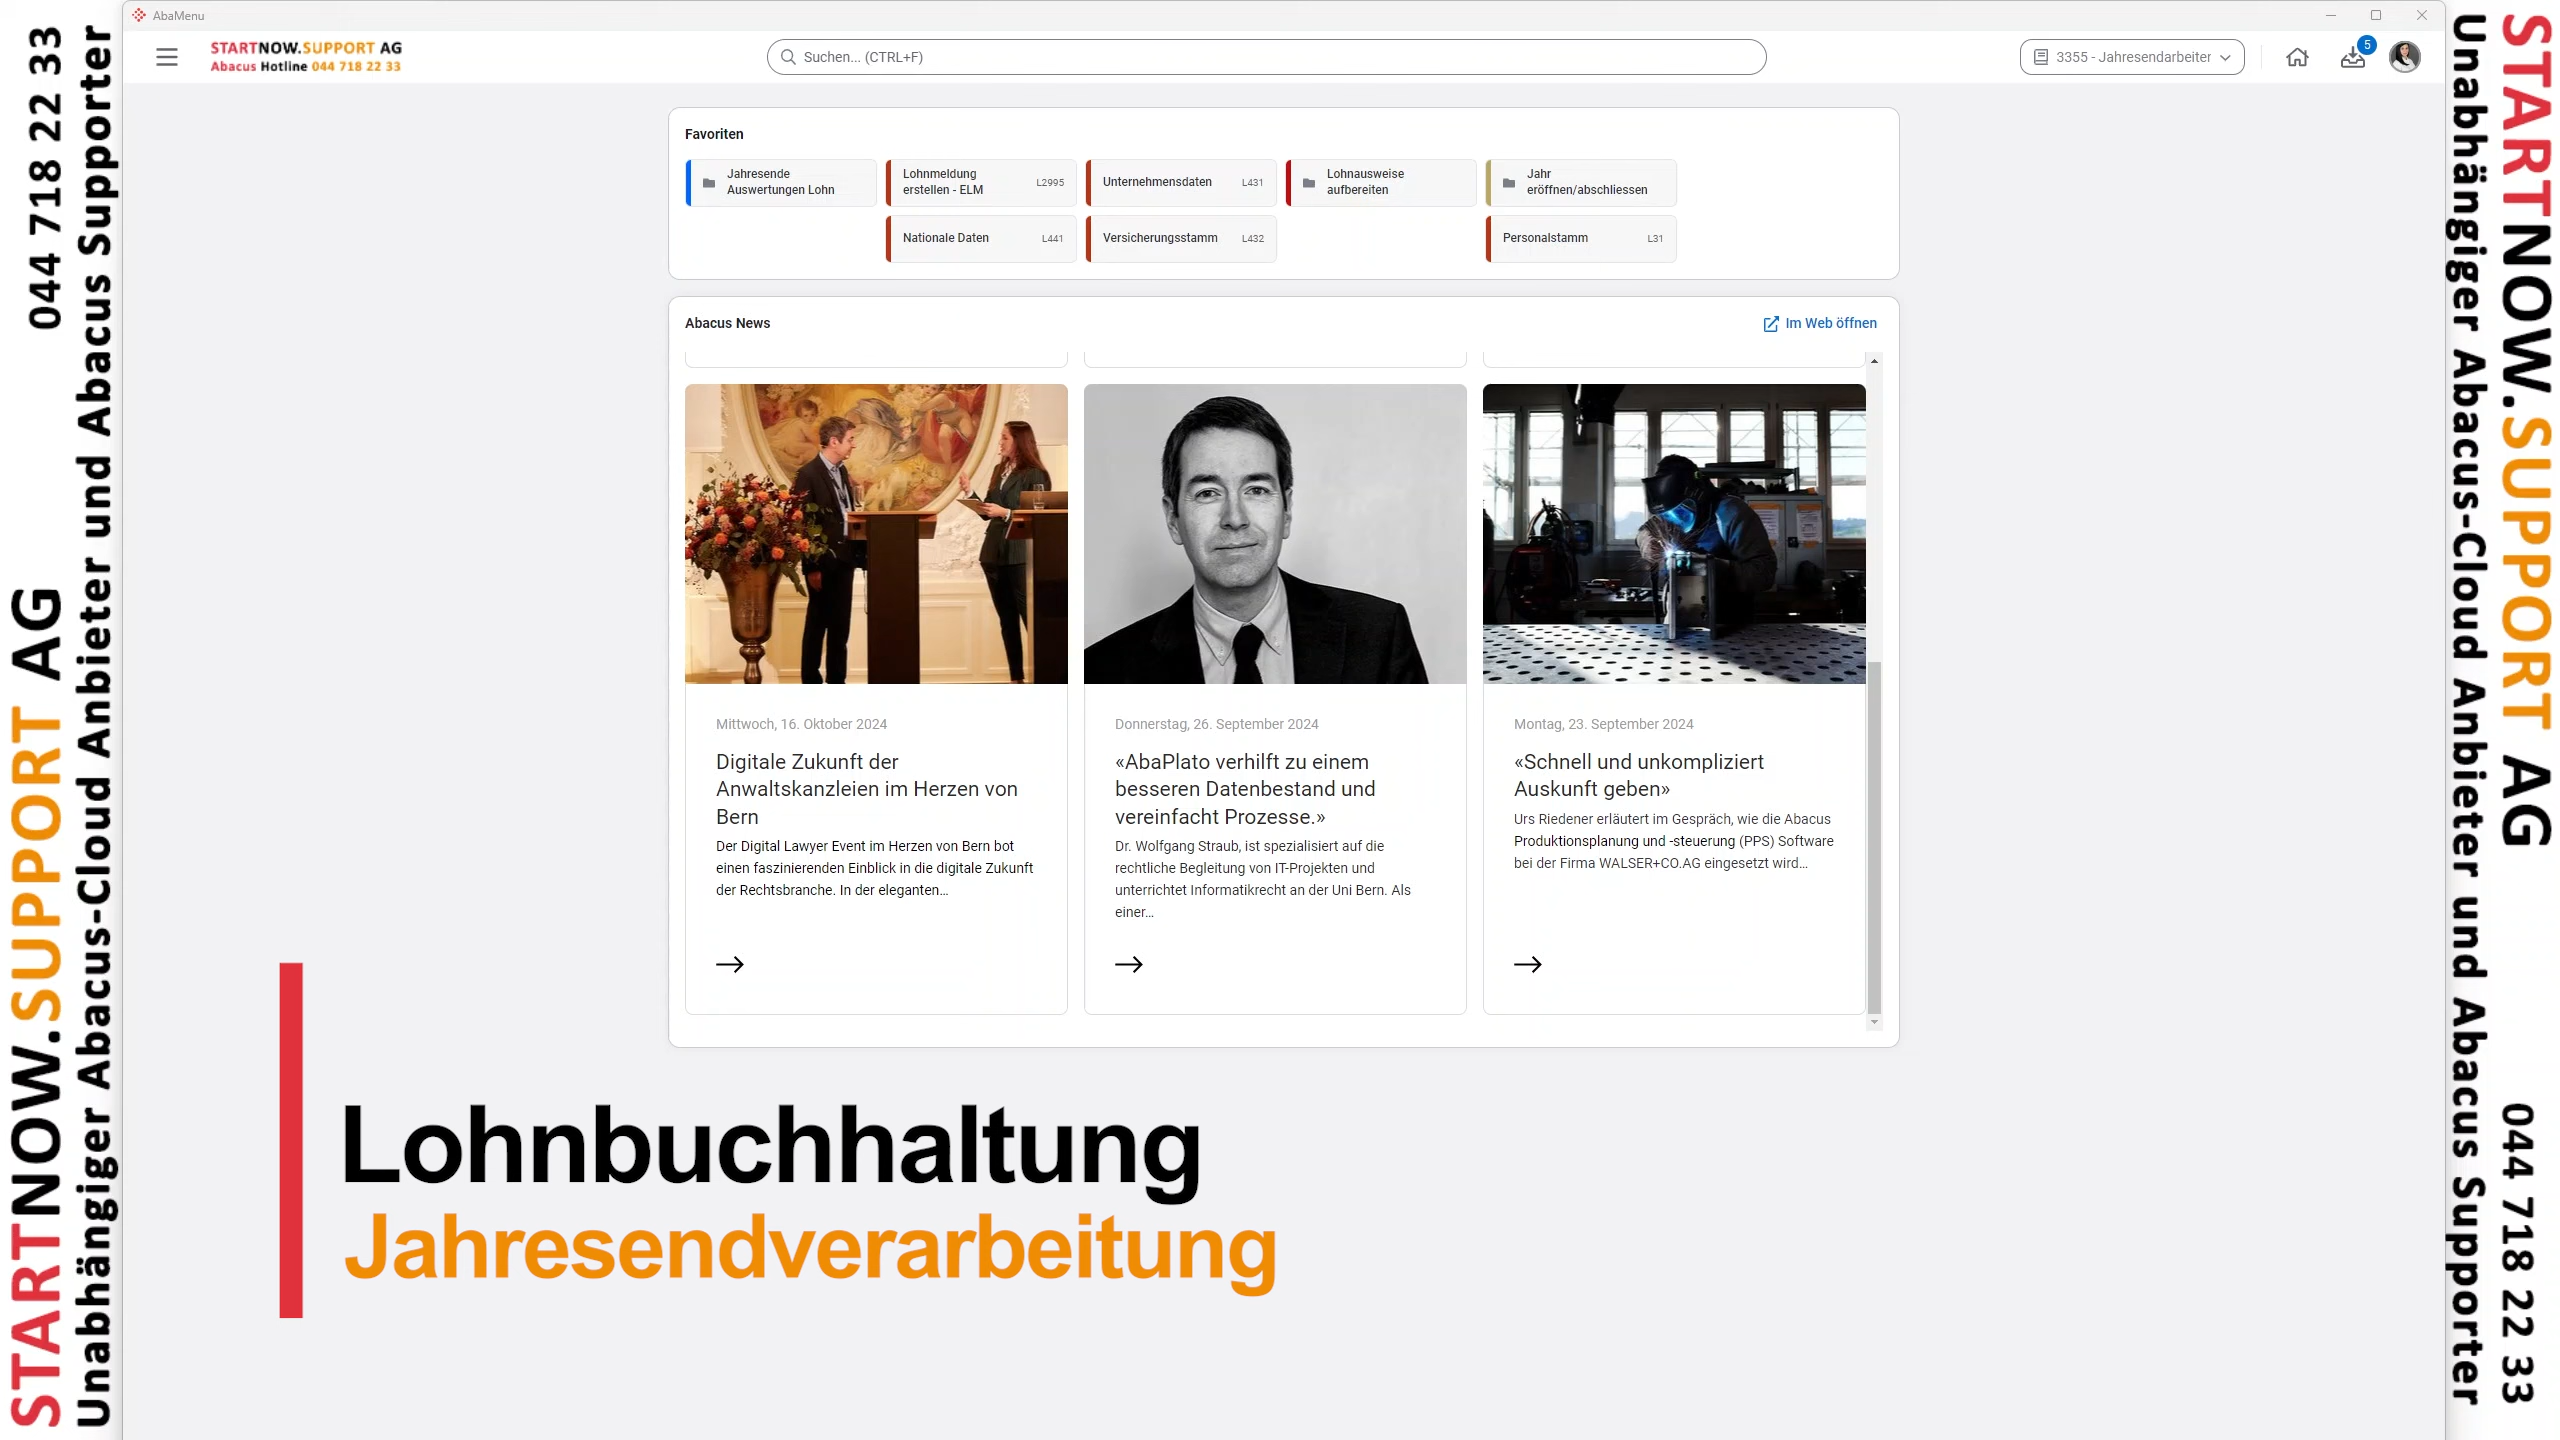 AbaMenu
STARTNOW.SUPPORT AG
Abacus Hotline 044 718 22 33
Suchen... (CTRL+F)
3355 - Jahresendarbeiter
5
Favoriten
Jahresende
Auswertungen Lohn
Lohnmeldung
erstellen - ELM
L2995
Unternehmensdaten
L431
Lohnausweise
aufbereiten
Jahr
eröffnen/abschliessen
Nationale Daten
L441
Versicherungsstamm
L432
Personalstamm
L31
Abacus News
Im Web öffnen
Mittwoch, 16. Oktober 2024
Digitale Zukunft der
Anwaltskanzleien im Herzen von
Bern
Der Digital Lawyer Event im Herzen von Bern bot
einen faszinierenden Einblick in die digitale Zukunft
der Rechtsbranche. In der eleganten...
Donnerstag, 26. September 2024
«AbaPlato verhilft zu einem
besseren Datenbestand und
vereinfacht Prozesse.»
Dr. Wolfgang Straub, ist spezialisiert auf die
rechtliche Begleitung von IT-Projekten und
unterrichtet Informatikrecht an der Uni Bern. Als
einer...
Montag, 23. September 2024
«Schnell und unkompliziert
Auskunft geben»
Urs Riedener erläutert im Gespräch, wie die Abacus
Produktionsplanung und -steuerung (PPS) Software
bei der Firma WALSER+CO.AG eingesetzt wird...
Lohnbuchhaltung
Jahresendverarbeitung
STARTNOW.SUPPORT AG 044 718 22 33
Unabhängiger Abacus-Cloud Anbieter und Abacus Supporter
STARTNOW.SUPPORT AG 044 718 22 33
Unabhängiger Abacus-Cloud Anbieter und Abacus Supporter